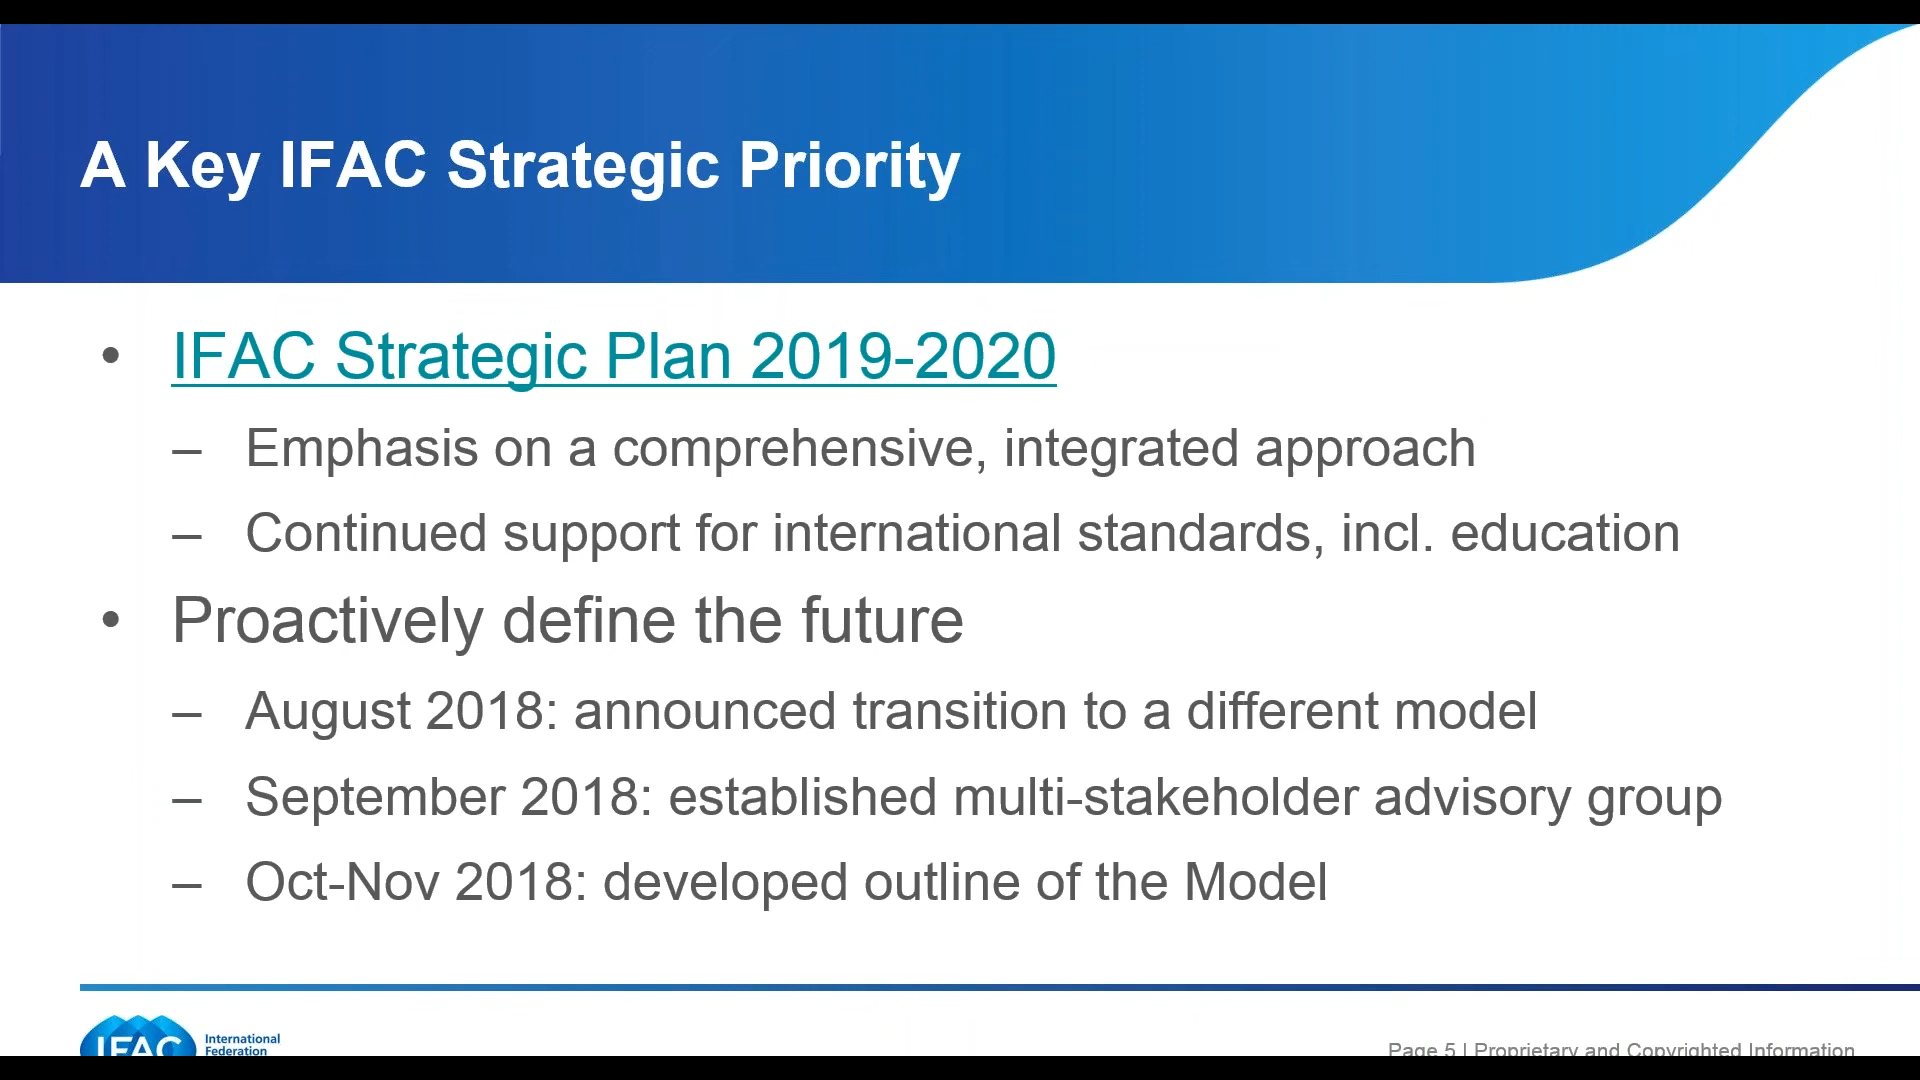 A Key IFAC Strategic Priority
• IFAC Strategic Plan 2019-2020
– Emphasis on a comprehensive, integrated approach
– Continued support for international standards, incl. education
• Proactively define the future
– August 2018: announced transition to a different model
– September 2018: established multi-stakeholder advisory group
– Oct-Nov 2018: developed outline of the Model
IFAC
International
Federation
Page 5 | Proprietary and Copyrighted Information